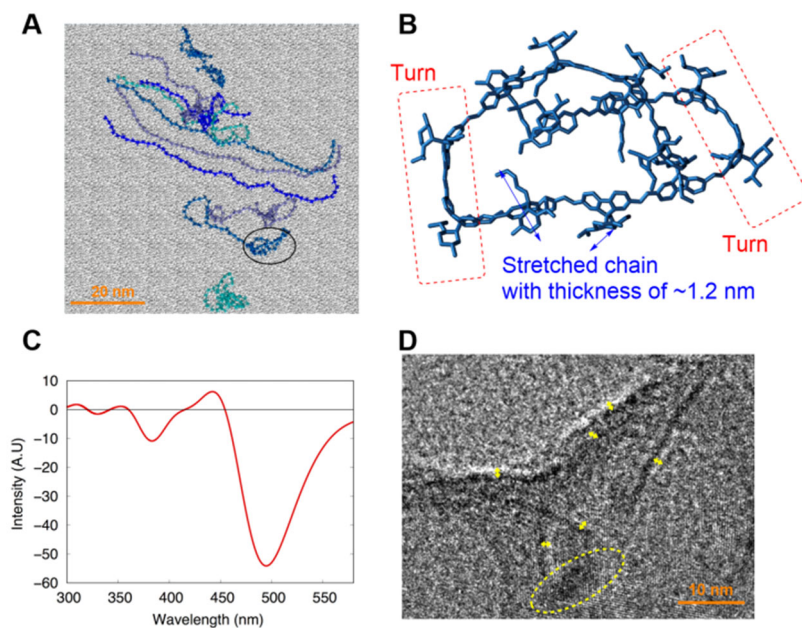 A
20 nm
B
Turn
Turn
Stretched chain
with thickness of ~1.2 nm
C
10
0
−10
−20
−30
−40
−50
−60
300
350
400
450
500
550
Intensity (A.U)
Wavelength (nm)
D
10 nm